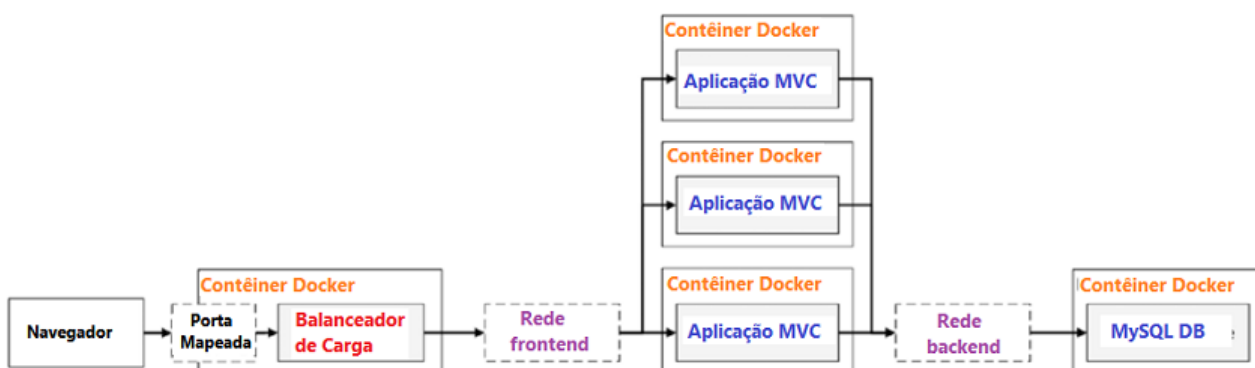 Contêiner Docker
Aplicação MVC
Contêiner Docker
Aplicação MVC
Contêiner Docker
Aplicação MVC
Navegador
Porta
Mapeada
Contêiner Docker
Balanceador
de Carga
Rede
frontend
Rede
backend
Contêiner Docker
MySQL DB